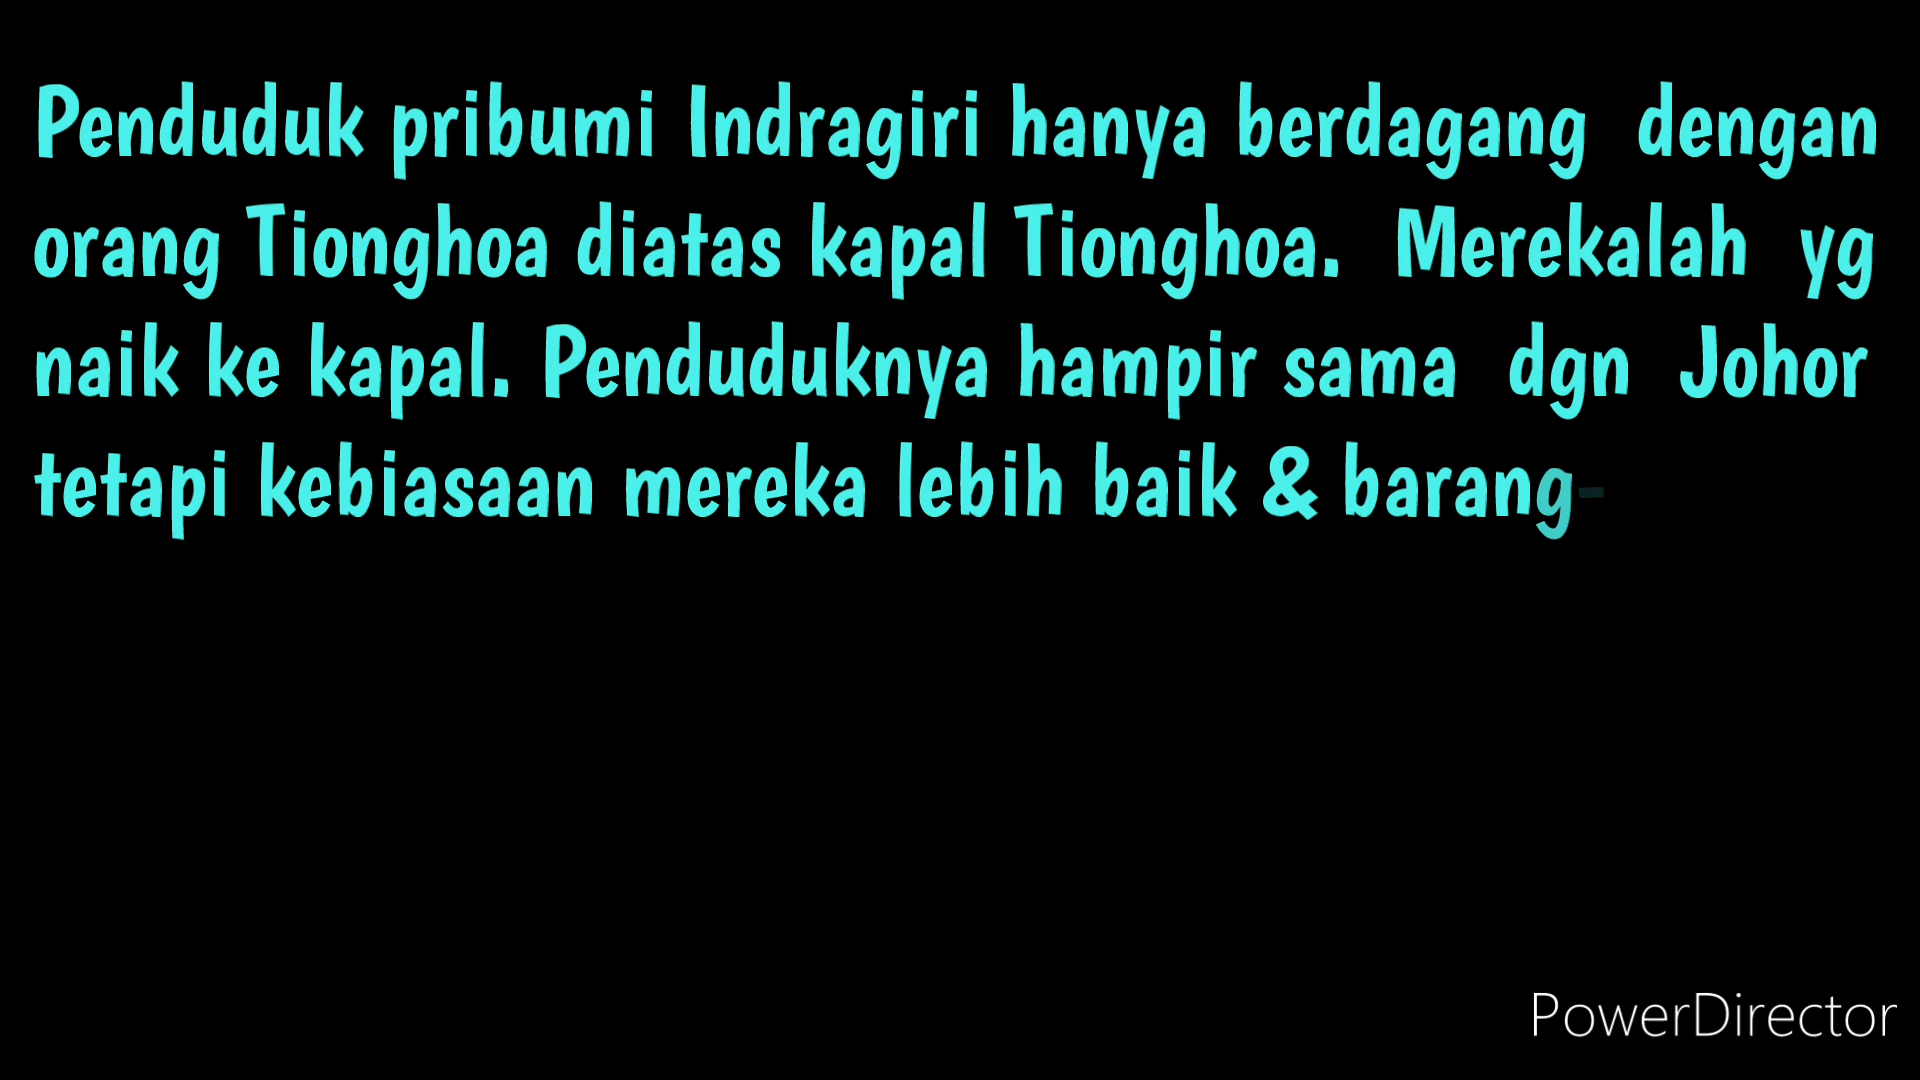 Penduduk pribumi Indragiri hanya berdagang dengan
orang Tionghoa diatas kapal Tionghoa. Merekalah yg
naik ke kapal. Penduduknya hampir sama dgn Johor
tetapi kebiasaan mereka lebih baik & barang-
PowerDirector